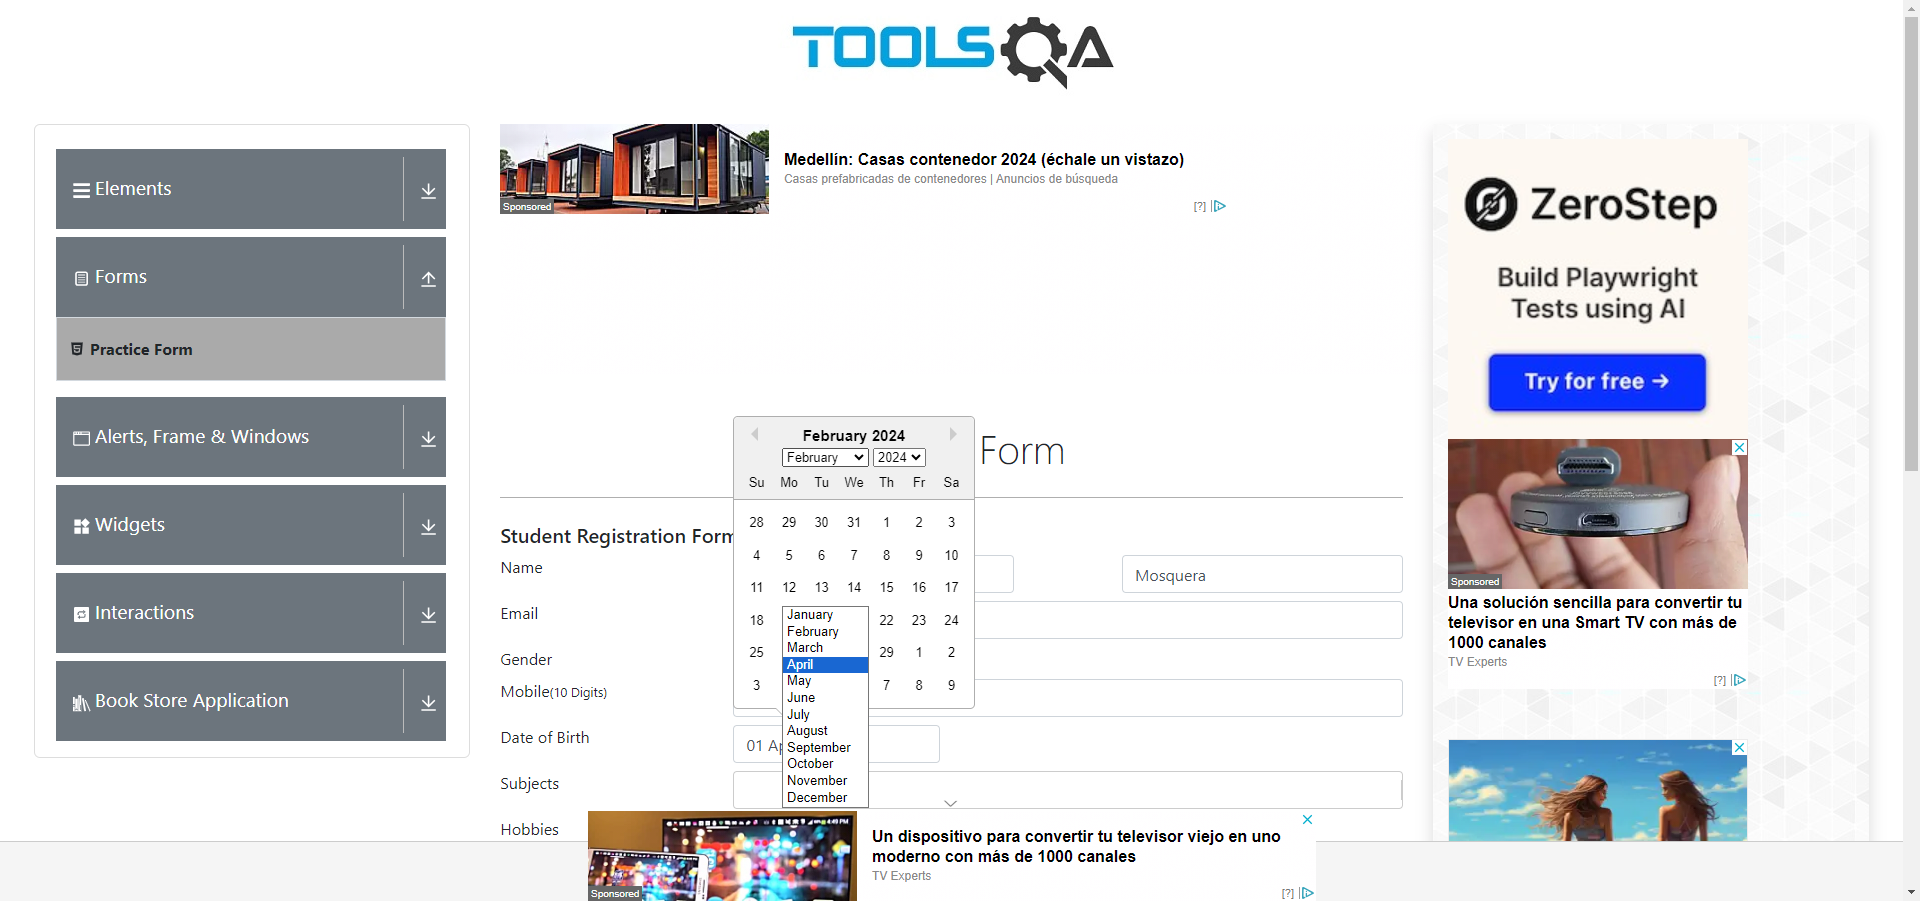 TOOLSQA
Elements
Forms
Practice Form
Alerts, Frame & Windows
Widgets
Interactions
Book Store Application
Sponsored
Medellín: Casas contenedor 2024 (échale un vistazo)
Casas prefabricadas de contenedores | Anuncios de búsqueda
[?]
Form
February 2024
February 2024
Su Mo Tu We Th Fr Sa
28 29 30 31 1 2 3
4 5 6 7 8 9 10
11 12 13 14 15 16 17
18 22 23 24
25 29 1 2
3 7 8 9
January
February
March
April
May
June
July
August
September
October
November
December
Student Registration Form
Name
Mosquera
Email
Gender
Mobile(10 Digits)
Date of Birth
01 Ap
Subjects
Hobbies
Sponsored
Un dispositivo para convertir tu televisor viejo en uno
moderno con más de 1000 canales
TV Experts
[?]
ZeroStep
Build Playwright
Tests using AI
Try for free →
Sponsored
Una solución sencilla para convertir tu
televisor en una Smart TV con más de
1000 canales
TV Experts
[?]